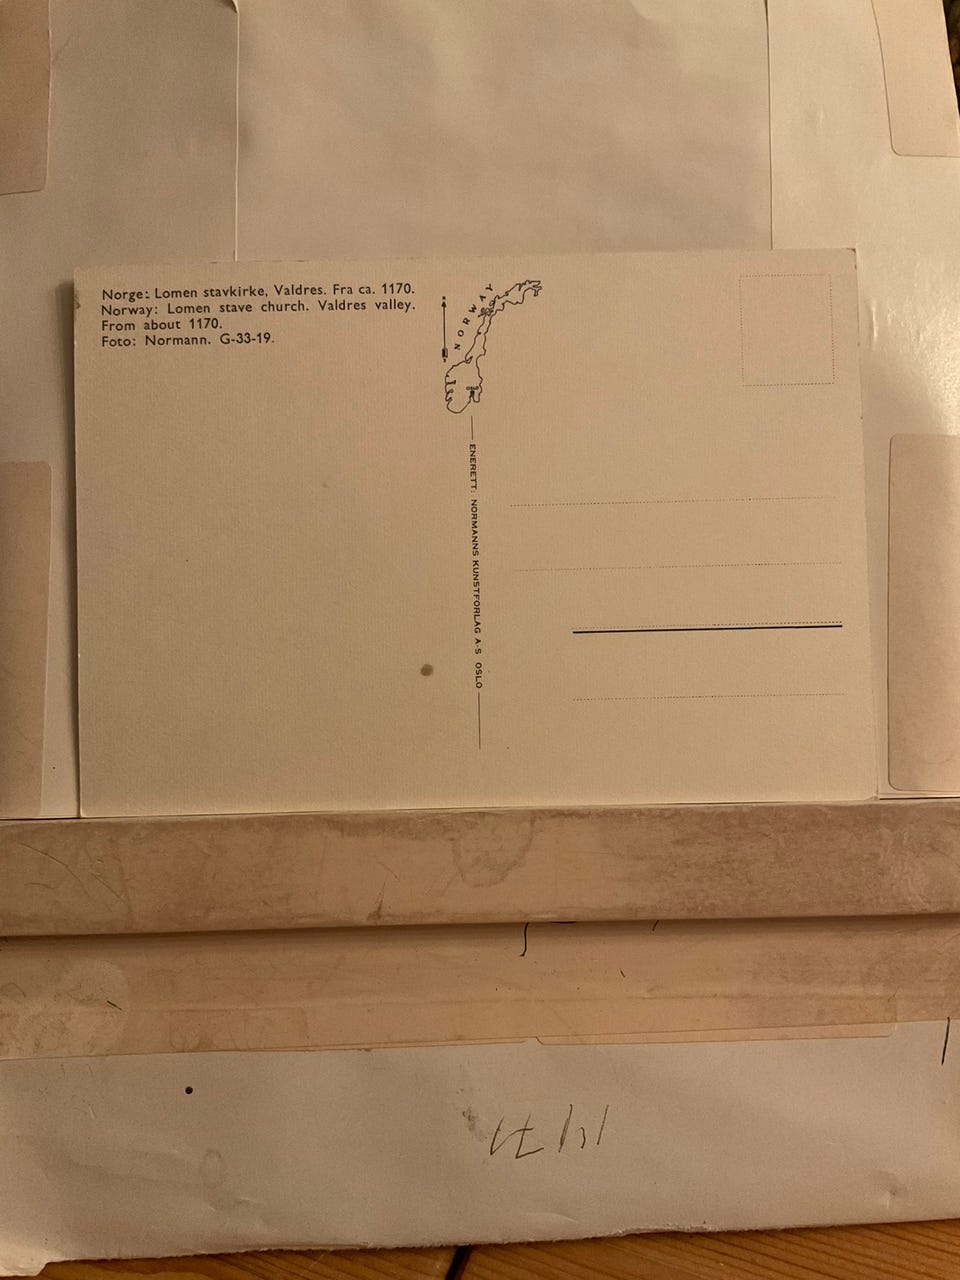 Norge: Lomen stavkirke, Valdres. Fra ca. 1170.
Norway: Lomen stave church. Valdres valley.
From about 1170.
Foto: Normann. G-33-19.
NORWAY
OSLO
ENERETT: NORMANNS KUNSTFORLAG A-S OSLO